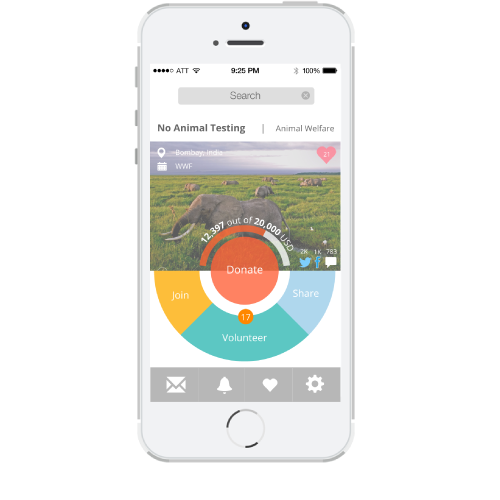 ATT 9:25 PM 100%
Search
No Animal Testing | Animal Welfare
Bombay, India
21
WWF
12,397 out of 20,000 USD
2K 1K 783
Donate
Join
Share
17
Volunteer